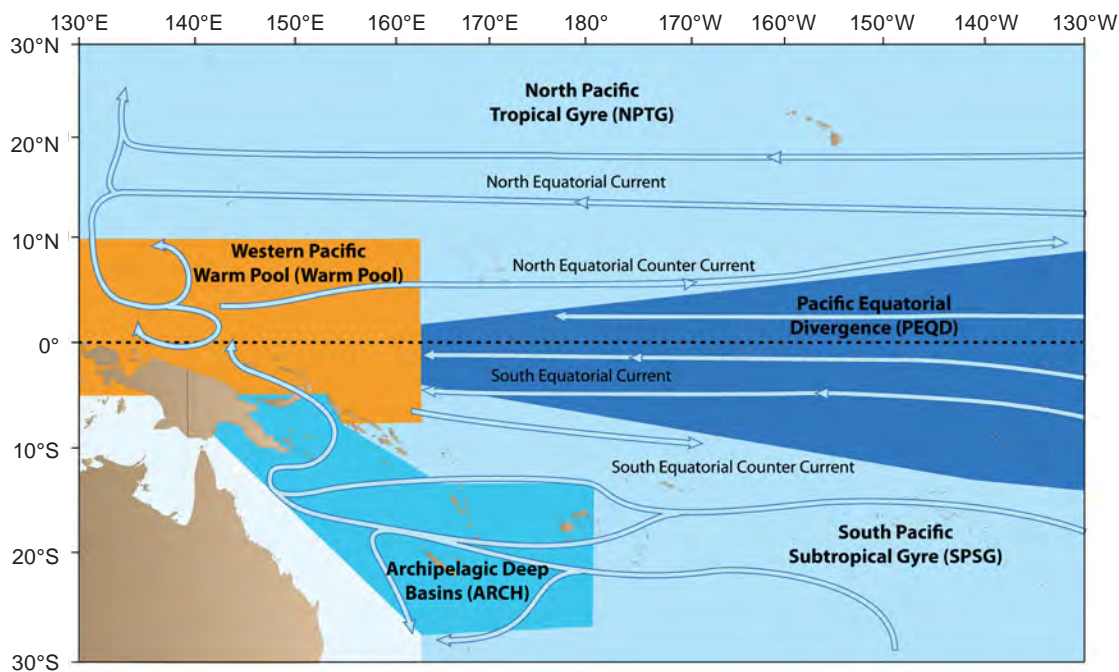 130°E 140°E 150°E 160°E 170°E 180° 170°W 160°W 150°W 140°W 130°W
30°N
North Pacific
Tropical Gyre (NPTG)
20°N
North Equatorial Current
10°N
Western Pacific
Warm Pool (Warm Pool)
North Equatorial Counter Current
Pacific Equatorial
Divergence (PEQD)
0°
South Equatorial Current
10°S
South Equatorial Counter Current
South Pacific
Subtropical Gyre (SPSG)
20°S
Archipelagic Deep
Basins (ARCH)
30°S